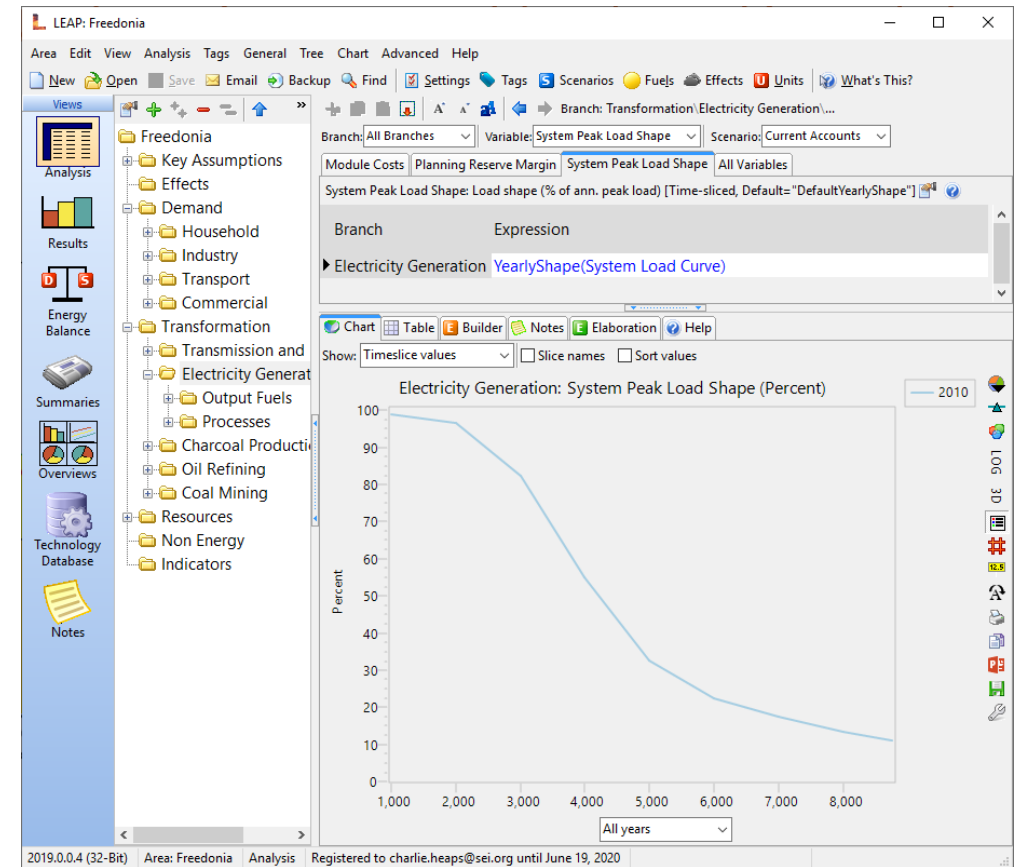 LEAP: Freedonia
Area Edit View Analysis Tags General Tree Chart Advanced Help
New Open Save Email Backup Find Settings Tags Scenarios Fuels Effects Units What's This?
Views
Analysis
Results
D S
Energy
Balance
Summaries
Overviews
Technology
Database
Notes
»
Freedonia
Key Assumptions
Effects
Demand
Household
Industry
Transport
Commercial
Transformation
Transmission and
Electricity Generat
Output Fuels
Processes
Charcoal Producti
Oil Refining
Coal Mining
Resources
Non Energy
Indicators
Branch: Transformation\Electricity Generation\...
Branch: All Branches Variable: System Peak Load Shape Scenario: Current Accounts
Module Costs Planning Reserve Margin System Peak Load Shape All Variables
System Peak Load Shape: Load shape (% of ann. peak load) [Time-sliced, Default="DefaultYearlyShape"]
Branch Expression
Electricity Generation YearlyShape(System Load Curve)
Chart Table Builder Notes Elaboration Help
Show: Timeslice values Slice names Sort values
Electricity Generation: System Peak Load Shape (Percent)
2010
100
90
80
70
60
50
40
30
20
10
0
Percent
1,000 2,000 3,000 4,000 5,000 6,000 7,000 8,000
All years
LOG
3D
12.5
2019.0.0.4 (32-Bit) Area: Freedonia Analysis Registered to charlie.heaps@sei.org until June 19, 2020